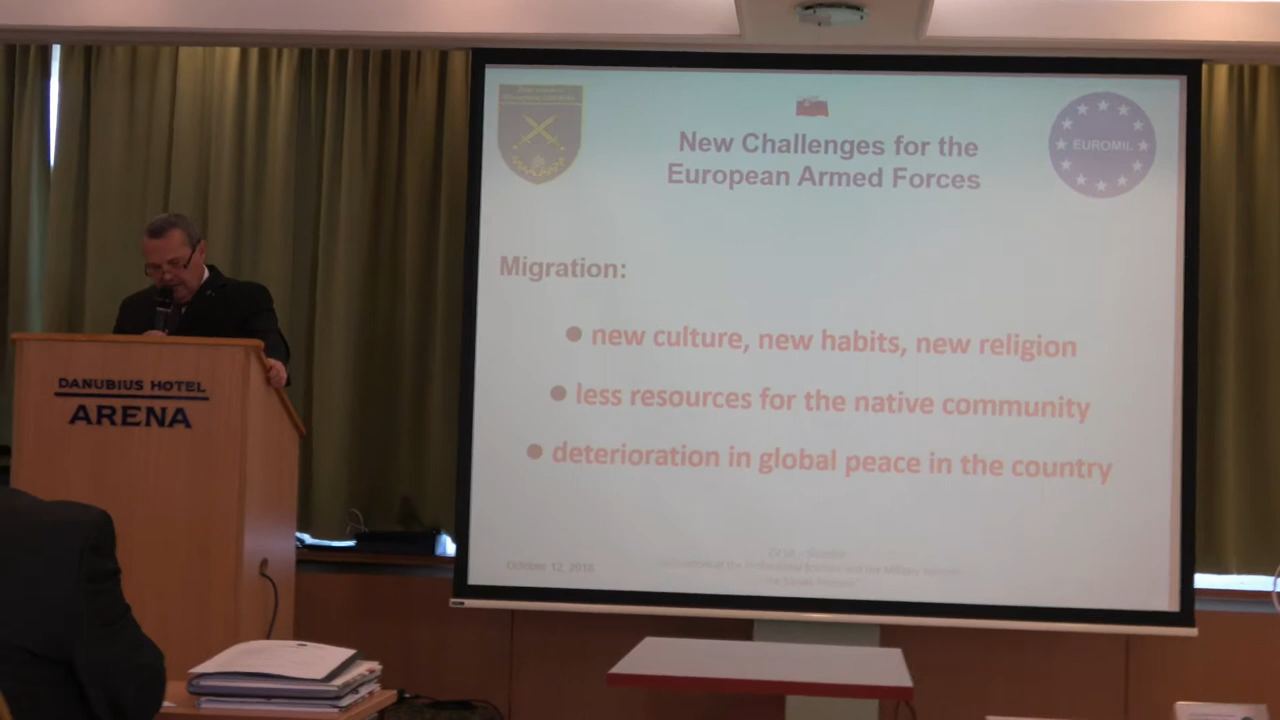 New Challenges for the
European Armed Forces
EUROMIL
Migration:
new culture, new habits, new religion
less resources for the native community
deterioration in global peace in the country
October 12, 2018
DANUBIUS HOTEL
ARENA